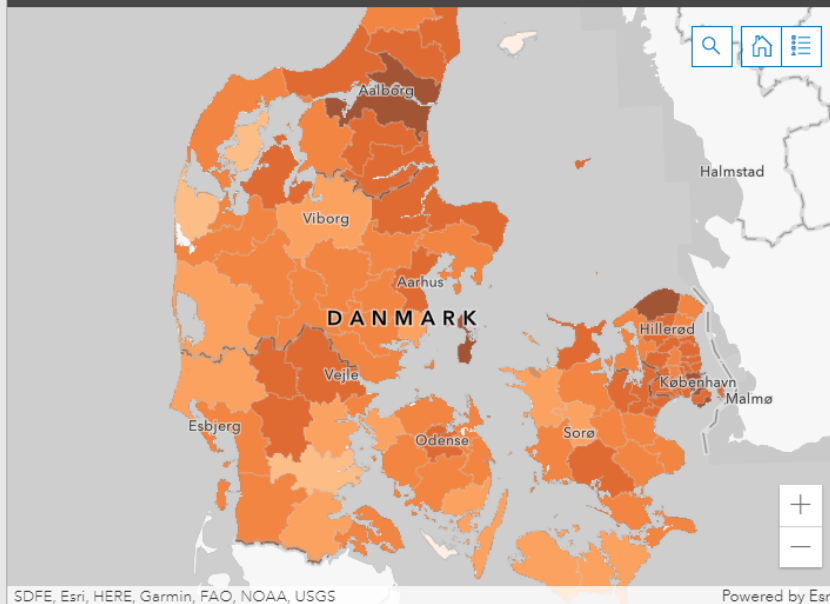 Aalborg
Halmstad
Viborg
Aarhus
DANMARK
Hillerød
Vejle
København
Malmø
Esbjerg
Odense
Sorø
+
−
SDFE, Esri, HERE, Garmin, FAO, NOAA, USGS
Powered by Esr